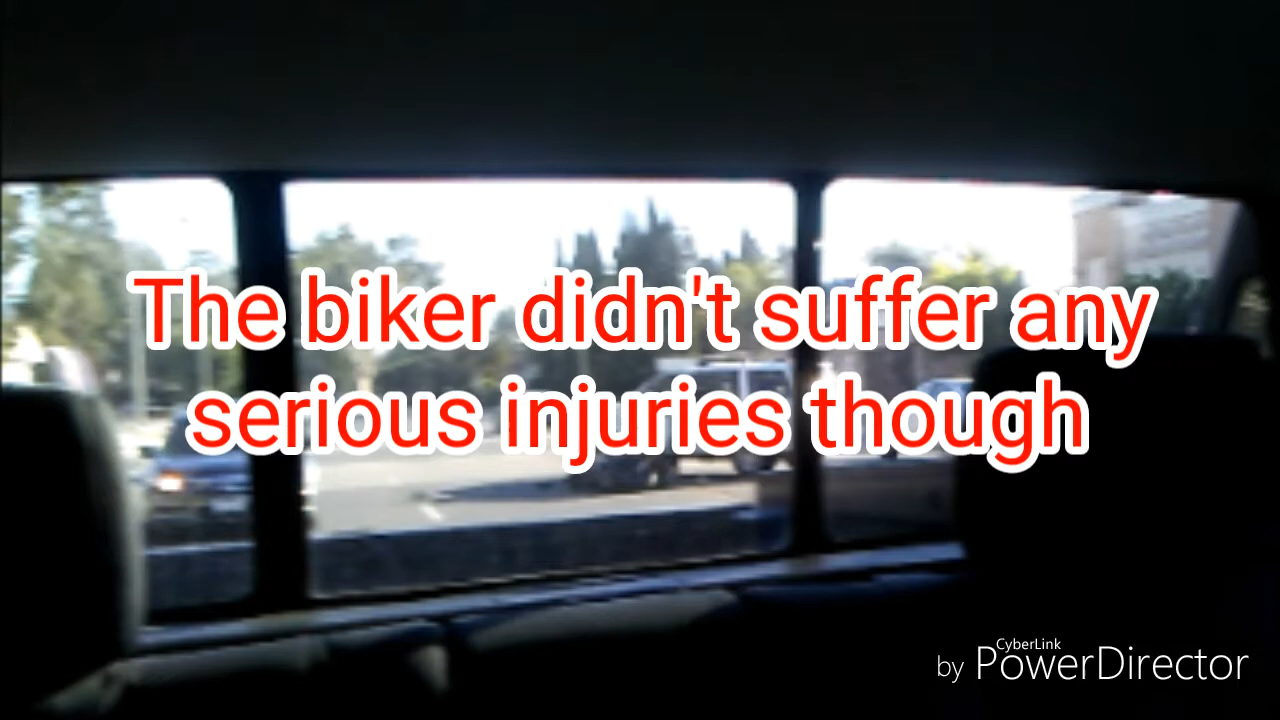 The biker didn't suffer any
serious injuries though
CyberLink
by PowerDirector